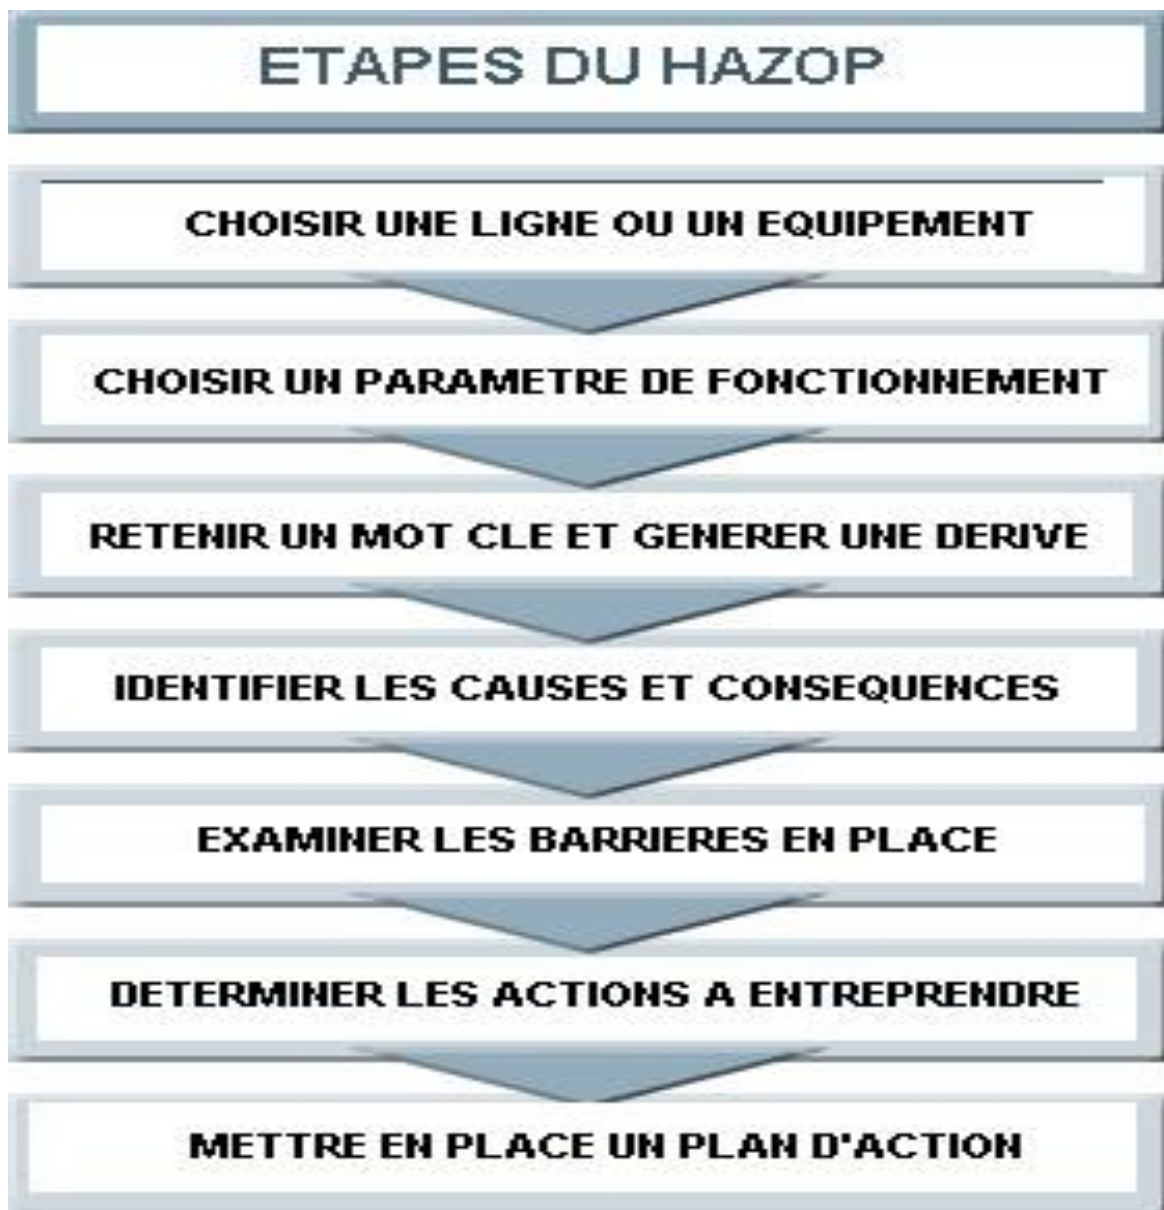 ETAPES DU HAZOP
CHOISIR UNE LIGNE OU UN EQUIPEMENT
CHOISIR UN PARAMETRE DE FONCTIONNEMENT
RETENIR UN MOT CLE ET GENERER UNE DERIVE
IDENTIFIER LES CAUSES ET CONSEQUENCES
EXAMINER LES BARRIERES EN PLACE
DETERMINER LES ACTIONS A ENTREPRENDRE
METTRE EN PLACE UN PLAN D'ACTION